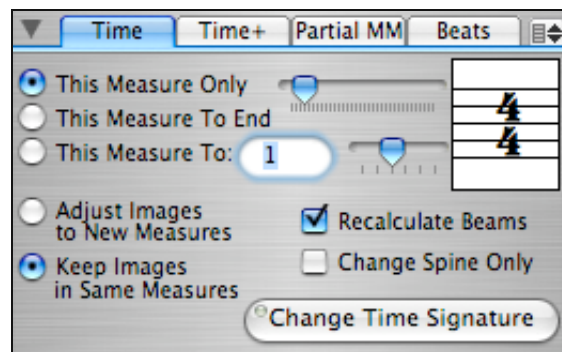 Time Time+ Partial MM Beats
This Measure Only
This Measure To End
This Measure To: 1
4
4
Adjust Images
to New Measures
Recalculate Beams
Keep Images
in Same Measures
Change Spine Only
Change Time Signature